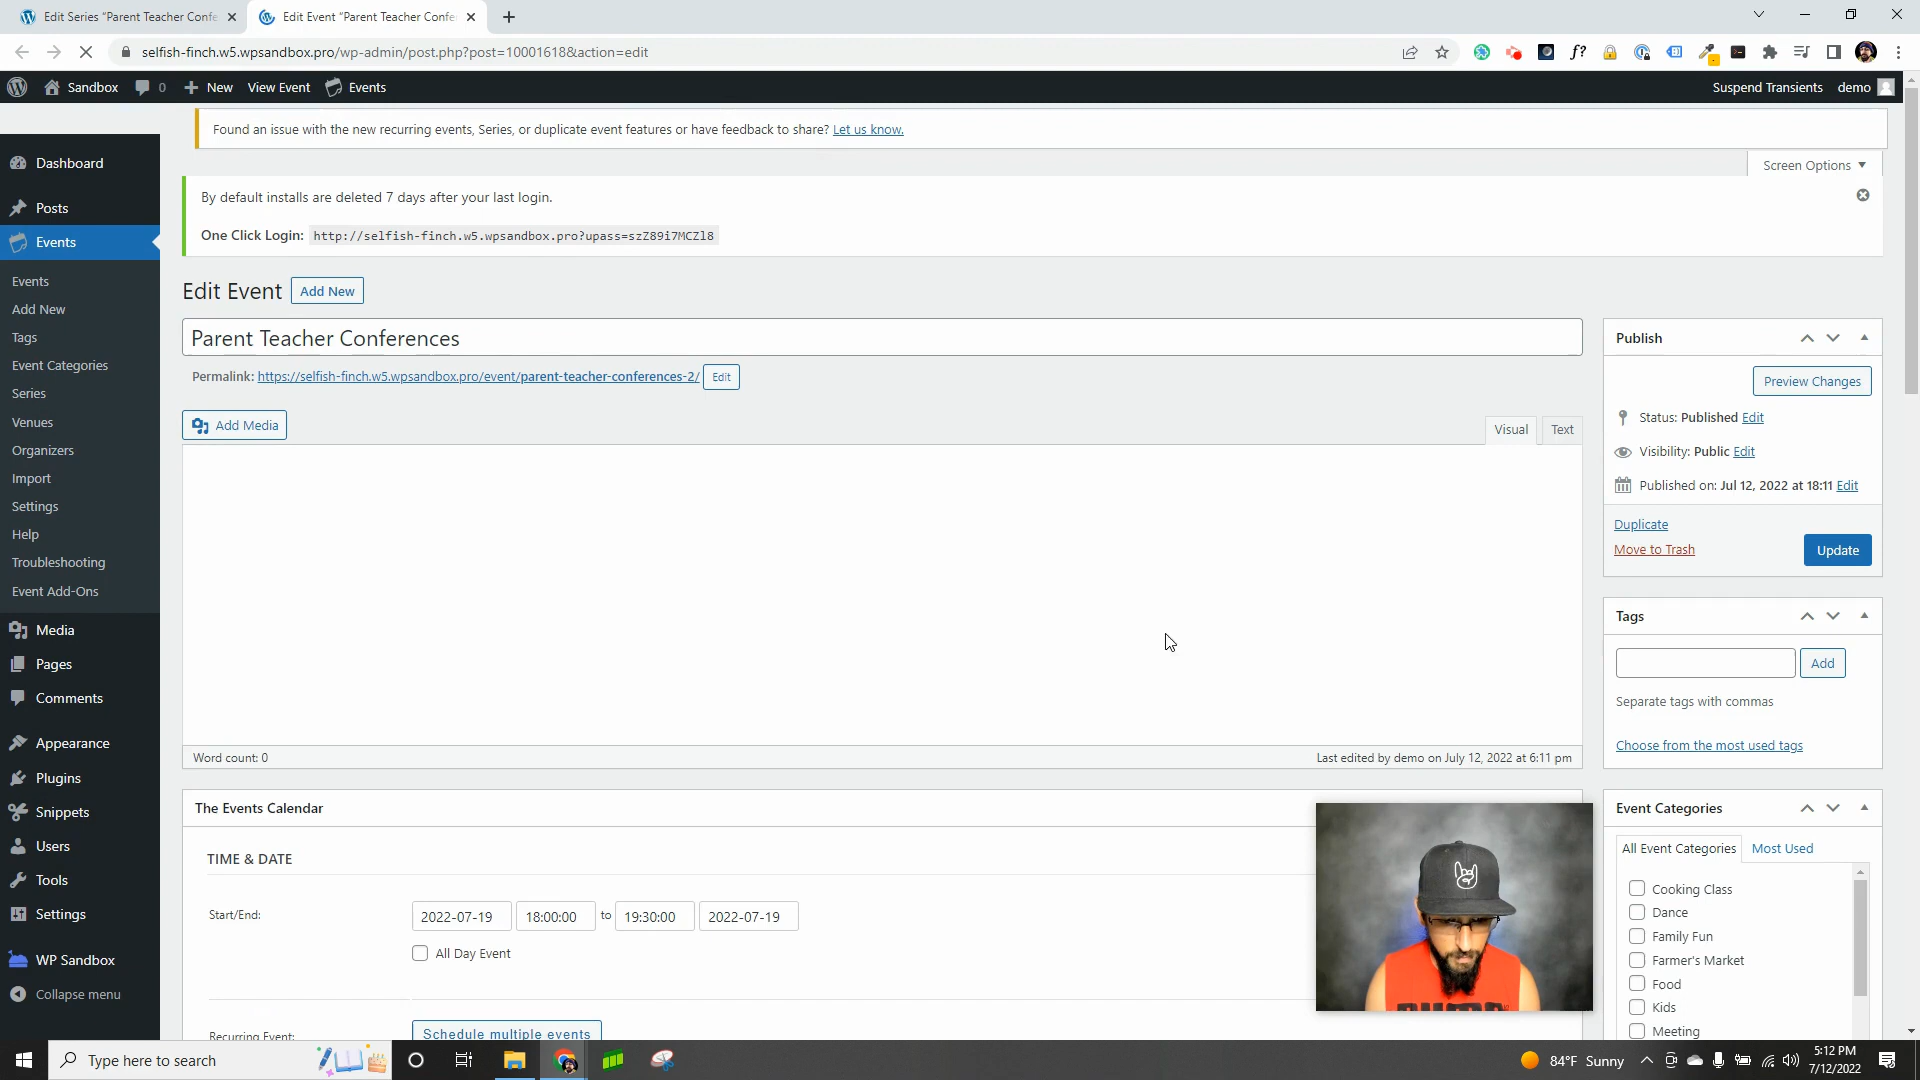 Edit Series “Parent Teacher Confe
Edit Event “Parent Teacher Confe
selfish-finch.w5.wpsandbox.pro/wp-admin/post.php?post=10001618&action=edit
Sandbox
0
New
View Event
Events
Suspend Transients
demo
Found an issue with the new recurring events, Series, or duplicate event features or have feedback to share? Let us know.
Screen Options
By default installs are deleted 7 days after your last login.
One Click Login: http://selfish-finch.w5.wpsandbox.pro?upass=szZ89i7MCZl8
Dashboard
Posts
Events
Events
Add New
Tags
Event Categories
Series
Venues
Organizers
Import
Settings
Help
Troubleshooting
Event Add-Ons
Media
Pages
Comments
Appearance
Plugins
Snippets
Users
Tools
Settings
WP Sandbox
Collapse menu
Edit Event
Add New
Parent Teacher Conferences
Permalink: https://selfish-finch.w5.wpsandbox.pro/event/parent-teacher-conferences-2/
Edit
Add Media
Visual
Text
Word count: 0
Last edited by demo on July 12, 2022 at 6:11 pm
The Events Calendar
TIME & DATE
Start/End:
2022-07-19
18:00:00
to
19:30:00
2022-07-19
All Day Event
Recurring Event:
Schedule multiple events
Publish
Preview Changes
Status: Published Edit
Visibility: Public Edit
Published on: Jul 12, 2022 at 18:11 Edit
Duplicate
Move to Trash
Update
Tags
Add
Separate tags with commas
Choose from the most used tags
Event Categories
All Event Categories
Most Used
Cooking Class
Dance
Family Fun
Farmer's Market
Food
Kids
Meeting
Type here to search
84°F Sunny
5:12 PM
7/12/2022